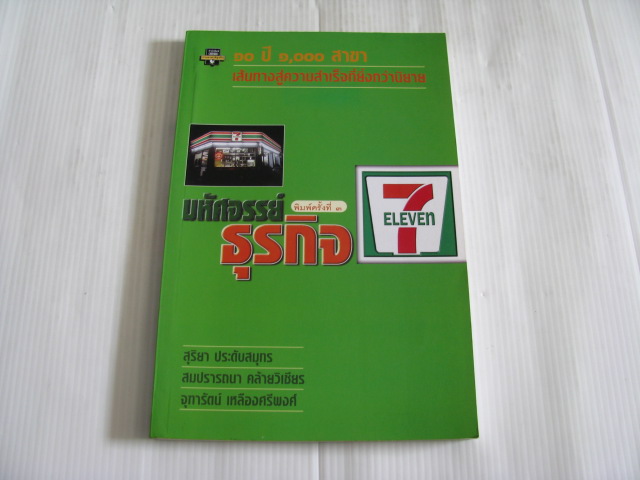 ๑๐ ปี ๑,๐๐๐ สาขา
เส้นทางสู่ความสำเร็จที่ยิ่งกว่านิยาย
มหัศจรรย์
พิมพ์ครั้งที่ ๓
ธุรกิจ
7
ELEVEn
สุริยา ประดับสมุทร
สมปรารถนา คล้ายวิเชียร
จุฑารัตน์ เหลืองศรีพงศ์